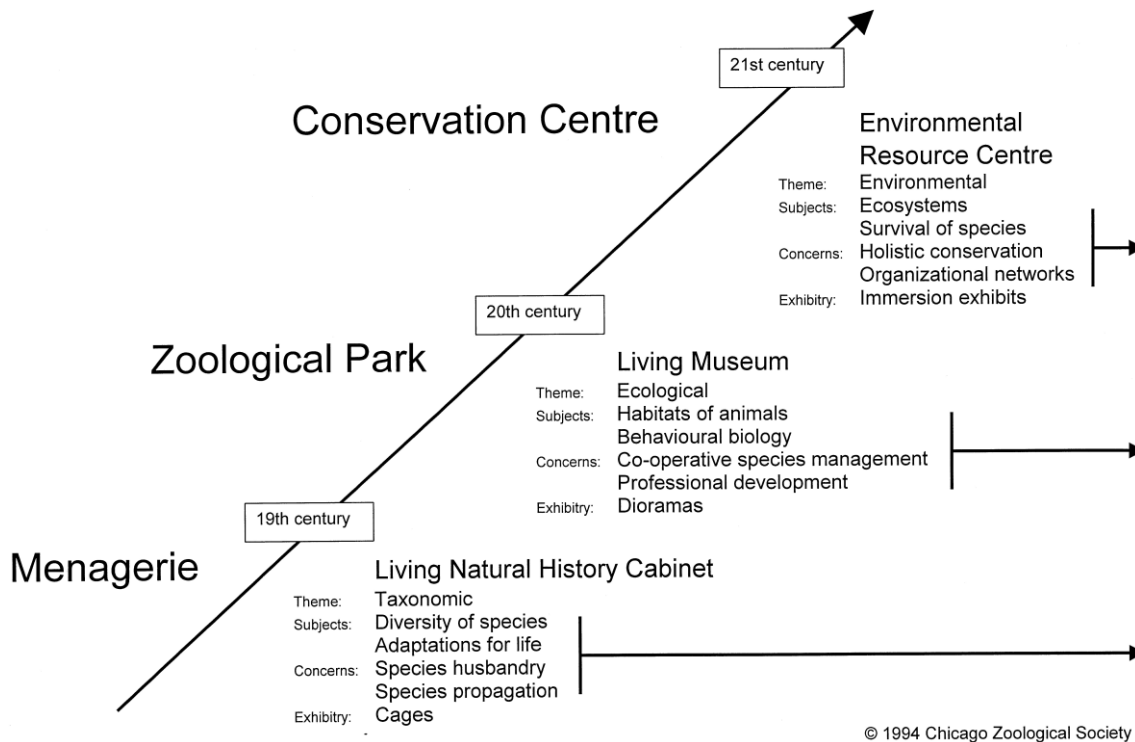 21st century
Conservation Centre
Environmental
Resource Centre
Theme: Environmental
Subjects: Ecosystems
Survival of species
Concerns: Holistic conservation
Organizational networks
Exhibitry: Immersion exhibits
20th century
Zoological Park
Living Museum
Theme: Ecological
Subjects: Habitats of animals
Behavioural biology
Concerns: Co-operative species management
Professional development
Exhibitry: Dioramas
19th century
Menagerie
Living Natural History Cabinet
Theme: Taxonomic
Subjects: Diversity of species
Adaptations for life
Concerns: Species husbandry
Species propagation
Exhibitry: Cages
© 1994 Chicago Zoological Society